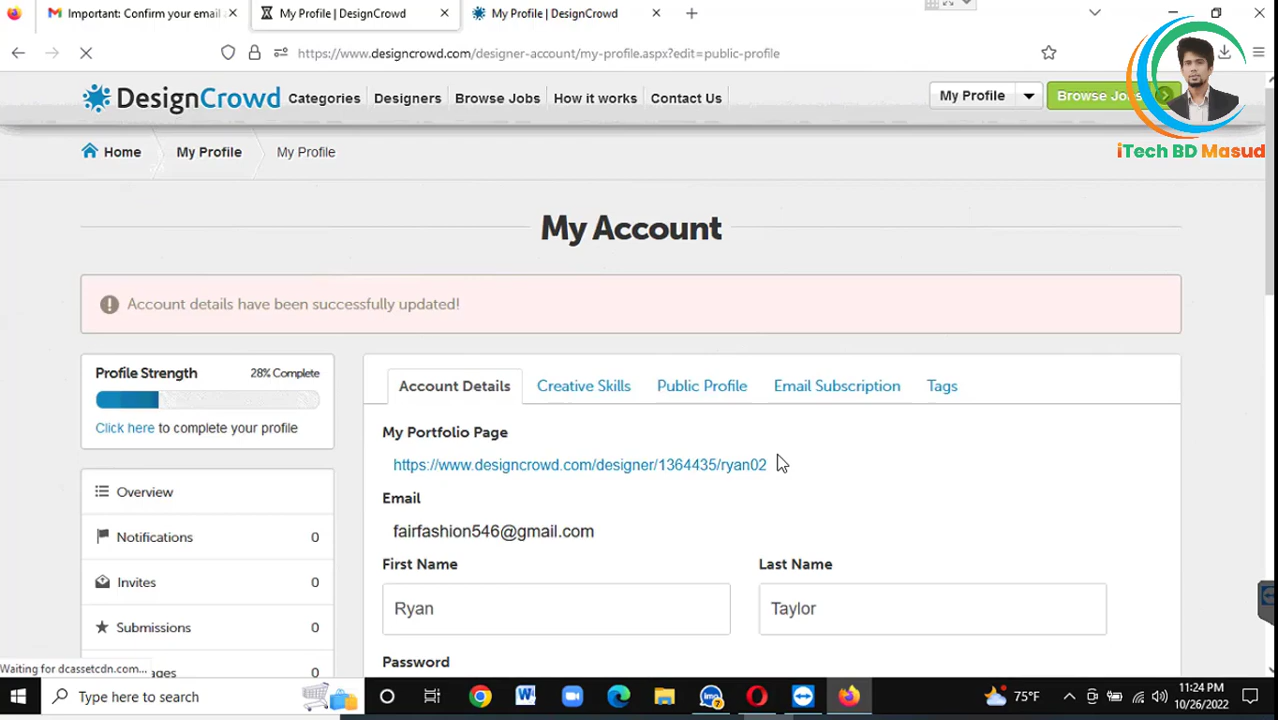 Important: Confirm your email
My Profile | DesignCrowd
My Profile | DesignCrowd
https://www.designcrowd.com/designer-account/my-profile.aspx?edit=public-profile
DesignCrowd
Categories
Designers
Browse Jobs
How it works
Contact Us
My Profile
Browse Jobs
iTech BD Masud
Home
My Profile
My Profile
My Account
Account details have been successfully updated!
Profile Strength
28% Complete
Click here to complete your profile
Overview
Notifications 0
Invites 0
Submissions 0
0
Account Details
Creative Skills
Public Profile
Email Subscription
Tags
My Portfolio Page
https://www.designcrowd.com/designer/1364435/ryan02
Email
fairfashion546@gmail.com
First Name
Last Name
Ryan
Taylor
Password
Waiting for dcassetcdn.com...
Type here to search
75°F
11:24 PM
10/26/2022